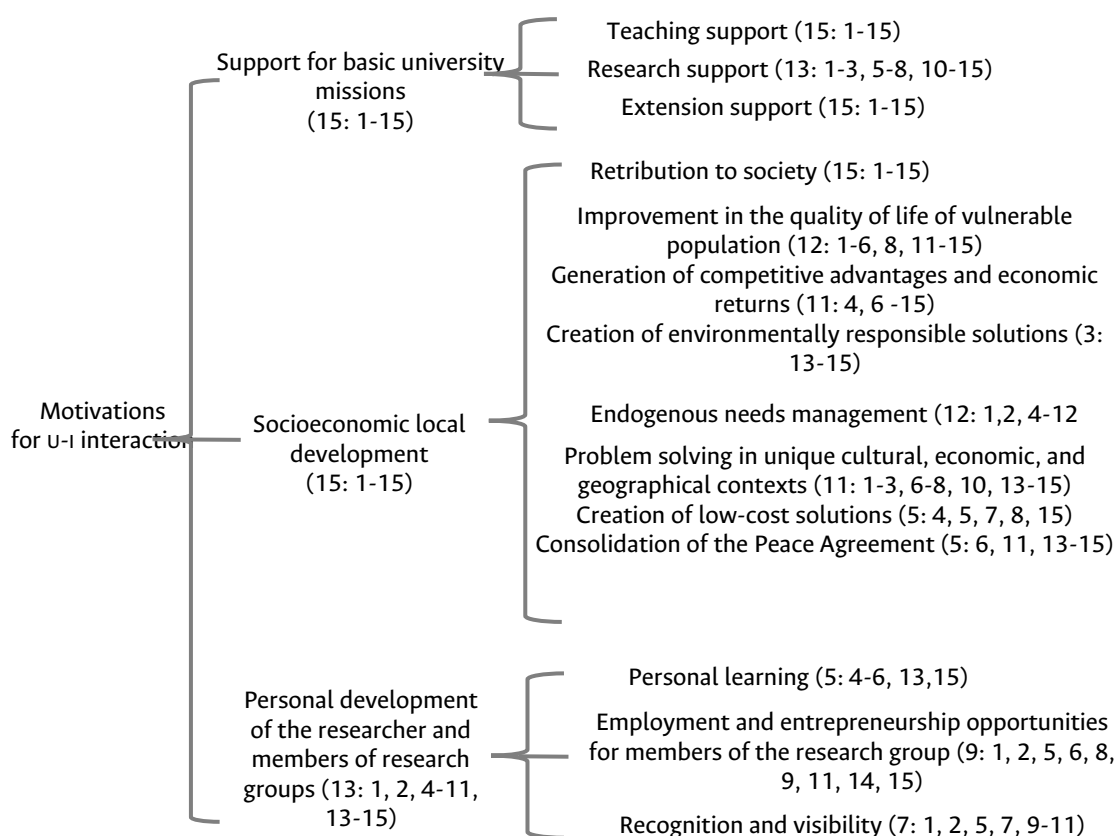 Motivations
for U-I interaction
Support for basic university
missions
(15: 1-15)
Teaching support (15: 1-15)
Research support (13: 1-3, 5-8, 10-15)
Extension support (15: 1-15)
Socioeconomic local
development
(15: 1-15)
Retribution to society (15: 1-15)
Improvement in the quality of life of vulnerable
population (12: 1-6, 8, 11-15)
Generation of competitive advantages and economic
returns (11: 4, 6 -15)
Creation of environmentally responsible solutions (3:
13-15)
Endogenous needs management (12: 1,2, 4-12
Problem solving in unique cultural, economic, and
geographical contexts (11: 1-3, 6-8, 10, 13-15)
Creation of low-cost solutions (5: 4, 5, 7, 8, 15)
Consolidation of the Peace Agreement (5: 6, 11, 13-15)
Personal development
of the researcher and
members of research
groups (13: 1, 2, 4-11,
13-15)
Personal learning (5: 4-6, 13,15)
Employment and entrepreneurship opportunities
for members of the research group (9: 1, 2, 5, 6, 8,
9, 11, 14, 15)
Recognition and visibility (7: 1, 2, 5, 7, 9-11)